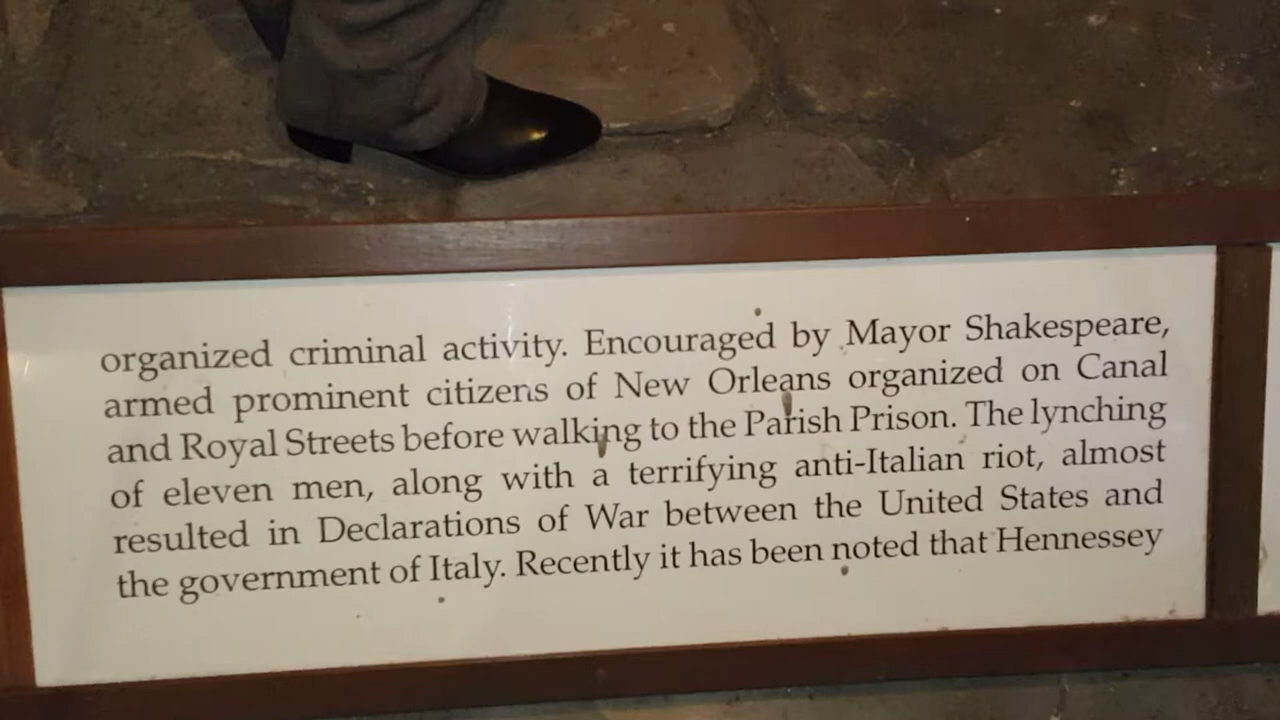 organized criminal activity. Encouraged by Mayor Shakespeare,
armed prominent citizens of New Orleans organized on Canal
and Royal Streets before walking to the Parish Prison. The lynching
of eleven men, along with a terrifying anti-Italian riot, almost
resulted in Declarations of War between the United States and
the government of Italy. Recently it has been noted that Hennessey